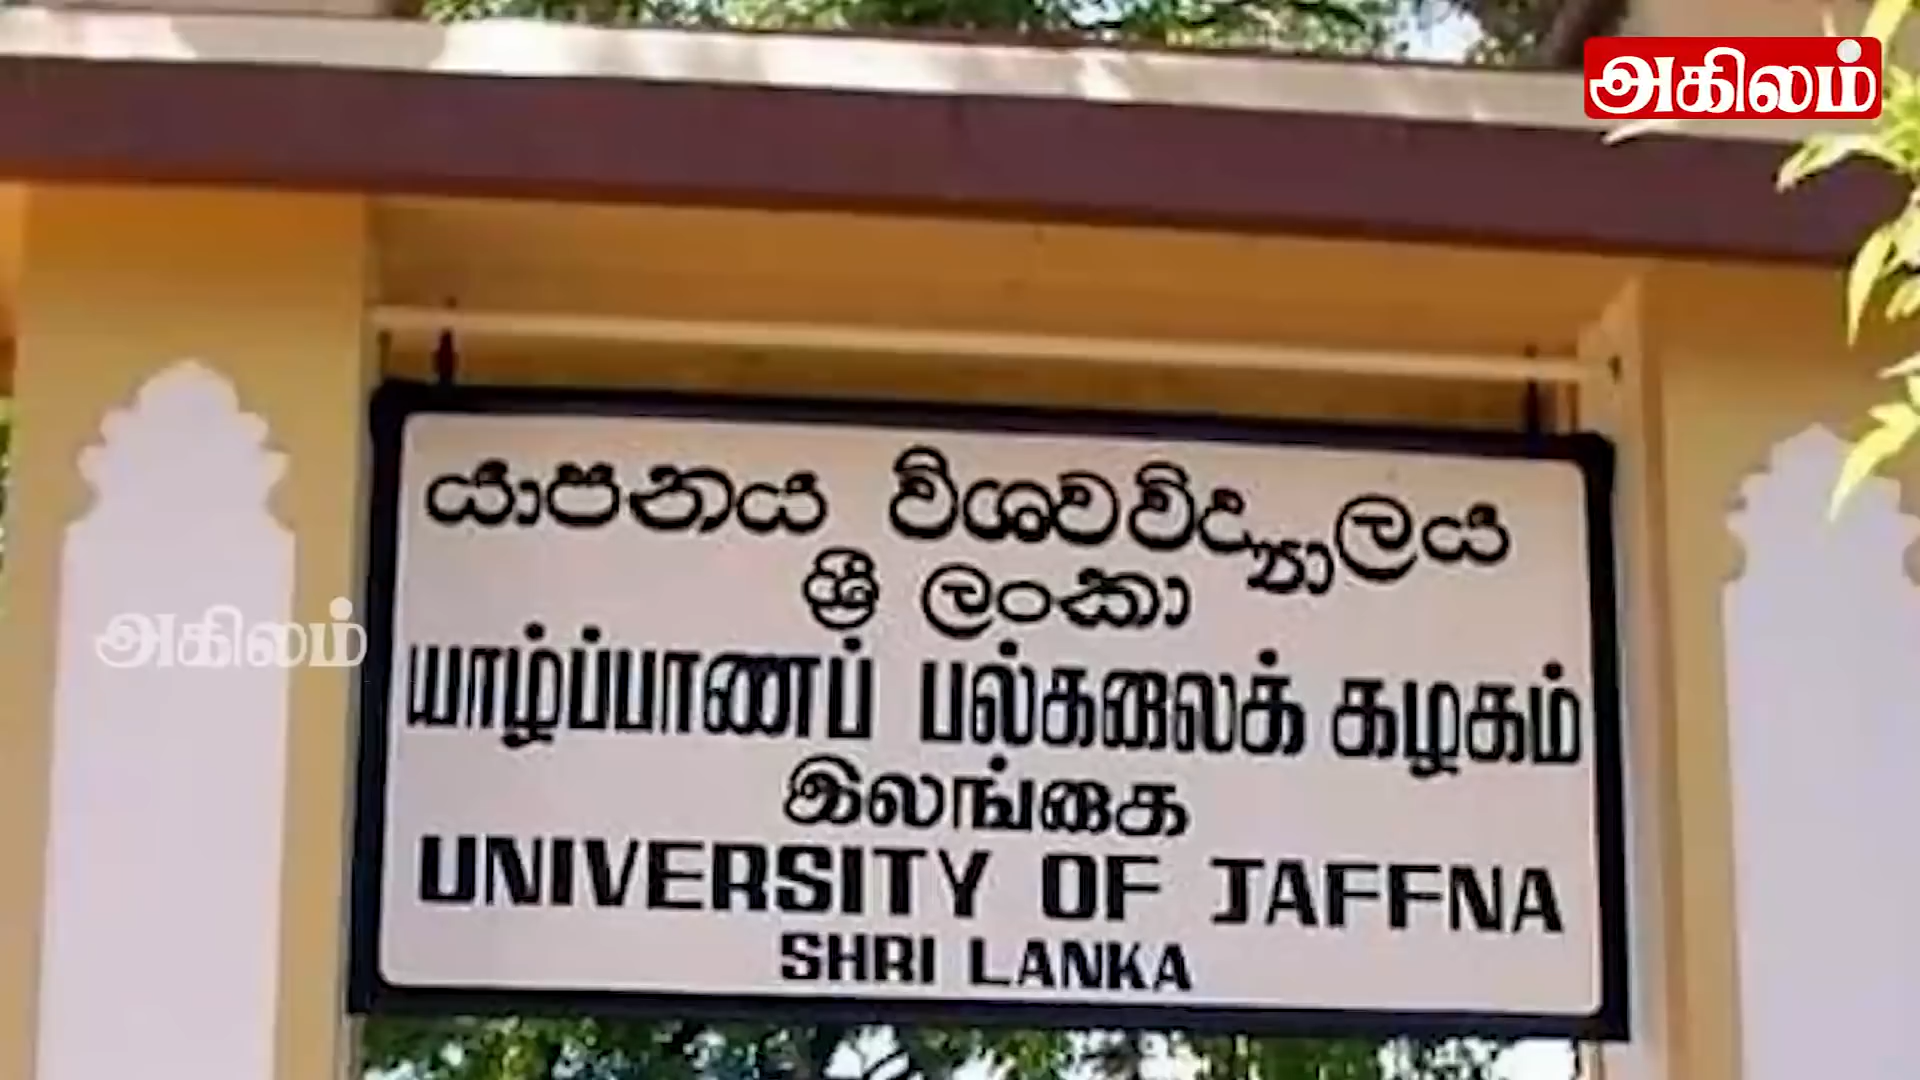 அகிலம்
යාපනය විශ්වවිද්‍යාලය
ශ්‍රී ලංකා
அகிலம்
யாழ்ப்பாணப் பல்கலைக் கழகம்
இலங்கை
UNIVERSITY OF JAFFNA
SHRI LANKA